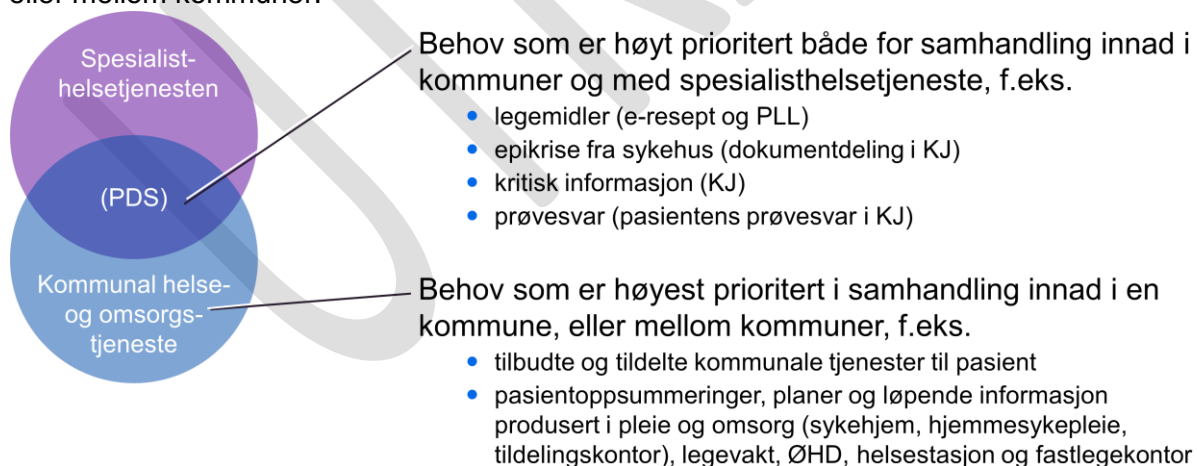 eller mellom kommuner.
Spesialist-
helsetjenesten
(PDS)
Kommunal helse-
og omsorgs-
tjeneste
Behov som er høyt prioritert både for samhandling innad i
kommuner og med spesialisthelsetjeneste, f.eks.
• legemidler (e-resept og PLL)
• epikrise fra sykehus (dokumentdeling i KJ)
• kritisk informasjon (KJ)
• prøvesvar (pasientens prøvesvar i KJ)
Behov som er høyest prioritert i samhandling innad i en
kommune, eller mellom kommuner, f.eks.
• tilbudte og tildelte kommunale tjenester til pasient
• pasientoppsummeringer, planer og løpende informasjon
produsert i pleie og omsorg (sykehjem, hjemmesykepleie,
tildelingskontor), legevakt, ØHD, helsestasjon og fastlegekontor